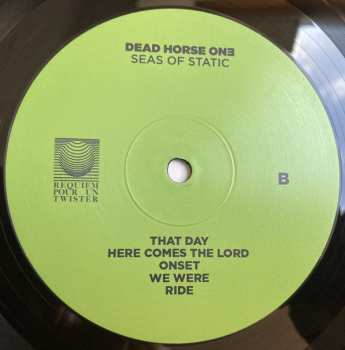 DEAD HORSE ONƎ
SEAS OF STATIC
REQUIEM
POUR UN
TWISTER
B
THAT DAY
HERE COMES THE LORD
ONSET
WE WERE
RIDE